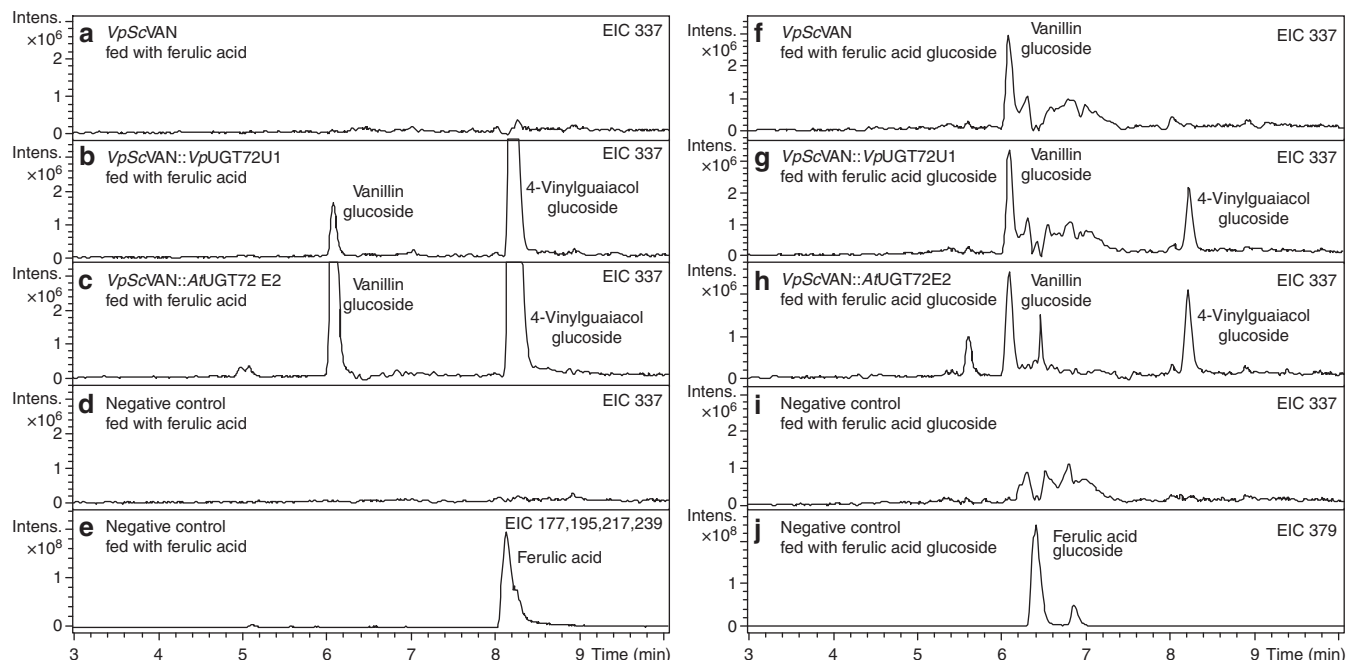 Intens.
×10⁶
a VpScVAN
fed with ferulic acid
EIC 337
2
1
0
Intens.
×10⁶
b VpScVAN::VpUGT72U1
fed with ferulic acid
EIC 337
Vanillin
glucoside
4-Vinylguaiacol
glucoside
2
1
0
Intens.
×10⁶
c VpScVAN::AtUGT72 E2
fed with ferulic acid
EIC 337
Vanillin
glucoside
4-Vinylguaiacol
glucoside
2
1
0
Intens.
×10⁶
d Negative control
fed with ferulic acid
EIC 337
2
1
0
Intens.
×10⁸
e Negative control
fed with ferulic acid
EIC 177,195,217,239
Ferulic acid
1
0
3 4 5 6 7 8 9 Time (min)
Intens.
×10⁶
f VpScVAN
fed with ferulic acid glucoside
Vanillin
glucoside
EIC 337
2
1
0
Intens.
×10⁶
g VpScVAN::VpUGT72U1
fed with ferulic acid glucoside
Vanillin
glucoside
EIC 337
4-Vinylguaiacol
glucoside
2
1
0
Intens.
×10⁶
h VpScVAN::AtUGT72E2
fed with ferulic acid glucoside
Vanillin
glucoside
EIC 337
4-Vinylguaiacol
glucoside
1
0
Intens.
×10⁶
i Negative control
fed with ferulic acid glucoside
EIC 337
2
1
0
Intens.
×10⁸
j Negative control
fed with ferulic acid glucoside
Ferulic acid
glucoside
EIC 379
1
0
3 4 5 6 7 8 9 Time (min)